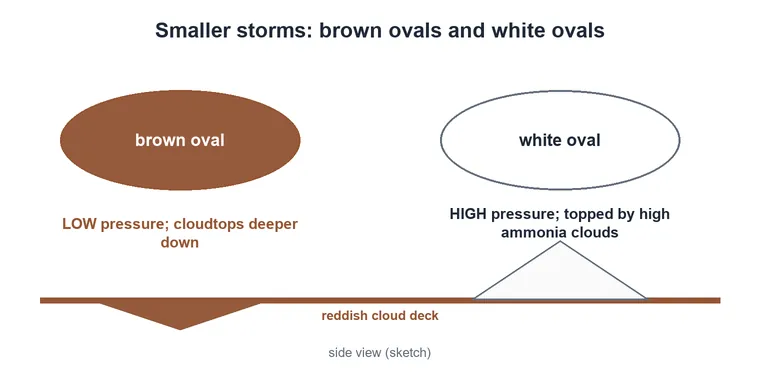 Smaller storms: brown ovals and white ovals
brown oval
white oval
LOW pressure; cloudtops deeper
down
HIGH pressure; topped by high
ammonia clouds
reddish cloud deck
side view (sketch)